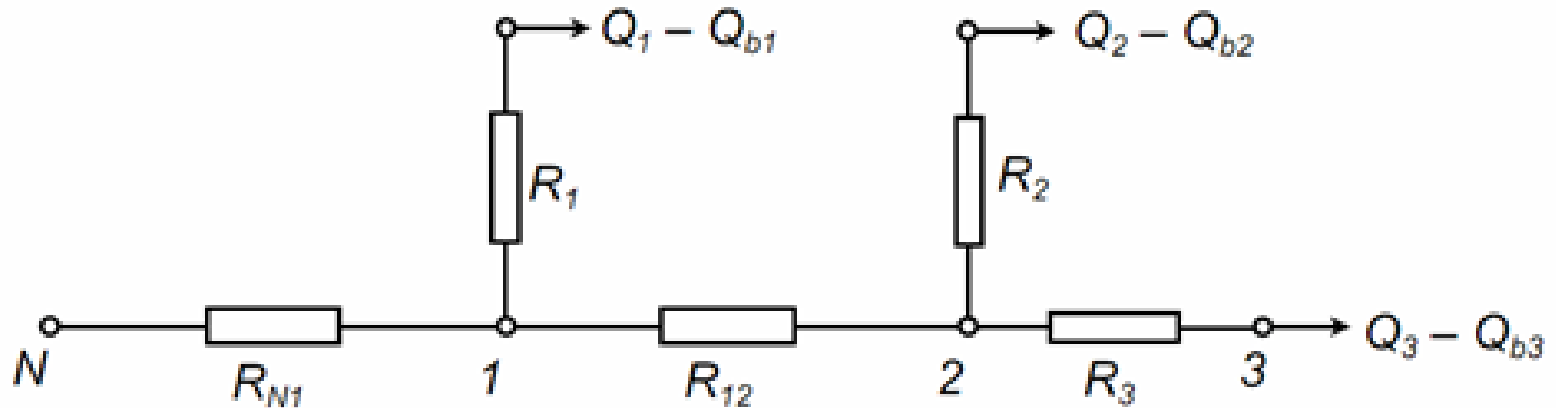 Q1 – Qb1
Q2 – Qb2
R1
R2
Q3 – Qb3
N
RN1
1
R12
2
R3
3